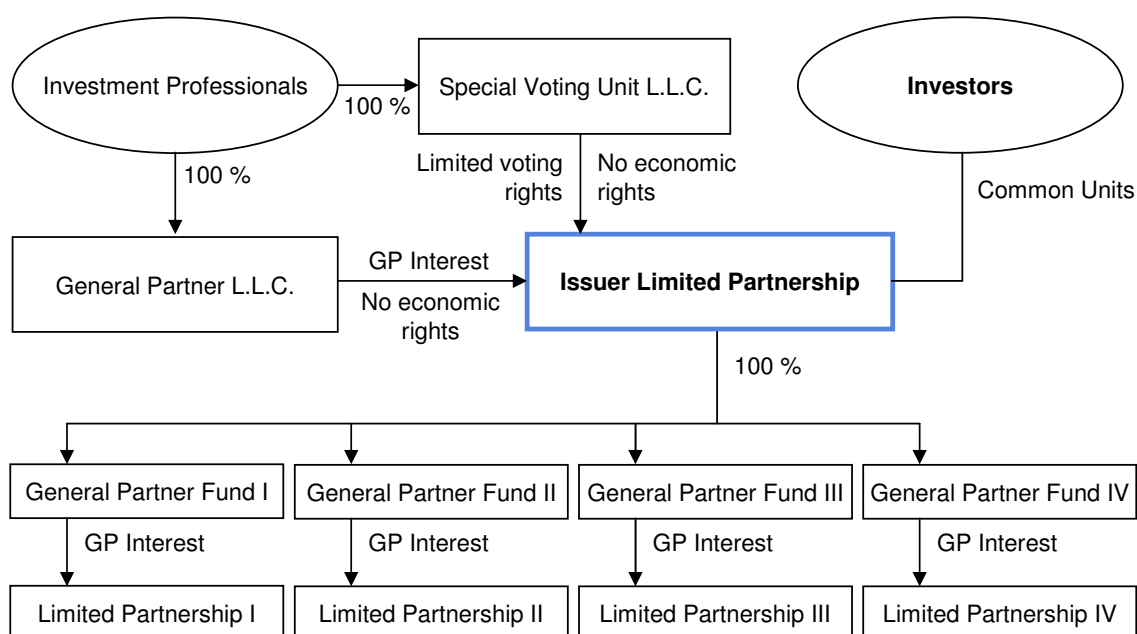 Investment Professionals
100 %
Special Voting Unit L.L.C.
Investors
100 %
Limited voting
rights
No economic
rights
Common Units
General Partner L.L.C.
GP Interest
No economic
rights
Issuer Limited Partnership
100 %
General Partner Fund I
General Partner Fund II
General Partner Fund III
General Partner Fund IV
GP Interest
GP Interest
GP Interest
GP Interest
Limited Partnership I
Limited Partnership II
Limited Partnership III
Limited Partnership IV